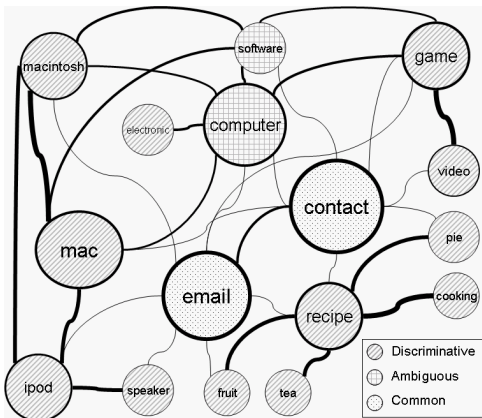 software
macintosh
game
electronic
computer
video
contact
pie
mac
email
cooking
recipe
Discriminative
Ambiguous
Common
ipod
speaker
fruit
tea